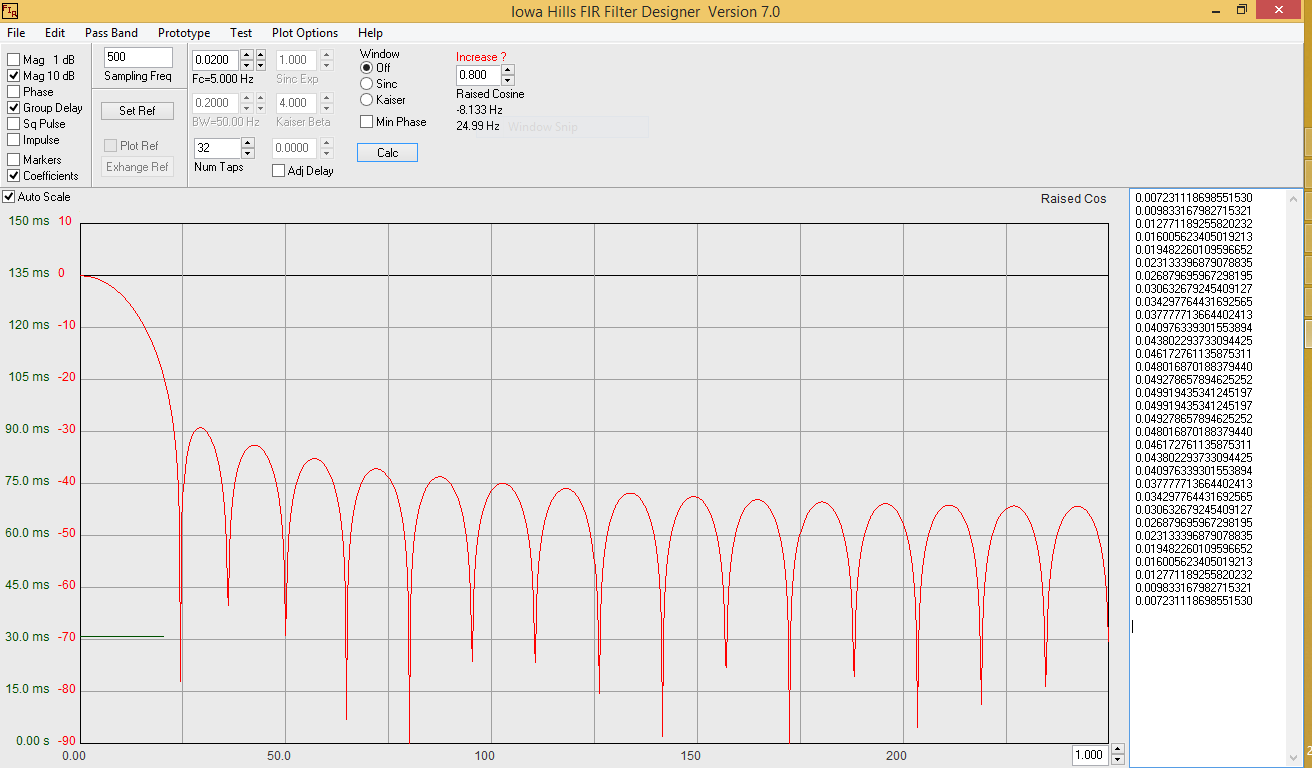 FIR
Iowa Hills FIR Filter Designer Version 7.0
File Edit Pass Band Prototype Test Plot Options Help
Mag 1 dB
Mag 10 dB
Phase
Group Delay
Sq Pulse
Impulse
Markers
Coefficients
500
Sampling Freq
Set Ref
Plot Ref
Exhange Ref
0.0200
Fc=5.000 Hz
0.2000
BW=50.00 Hz
32
Num Taps
1.000
Sinc Exp
4.000
Kaiser Beta
0.0000
Adj Delay
Window
Off
Sinc
Kaiser
Min Phase
Calc
Increase ?
0.800
Raised Cosine
-8.133 Hz
24.99 Hz
Window Snip
Auto Scale
Raised Cos
150 ms 10
135 ms 0
120 ms -10
105 ms -20
90.0 ms -30
75.0 ms -40
60.0 ms -50
45.0 ms -60
30.0 ms -70
15.0 ms -80
0.00 s -90
0.00 50.0 100 150 200
1.000
0.007231118698551530
0.009833167982715321
0.012771189255820232
0.016005623405019213
0.019482260109596652
0.023133396879078835
0.026879695967298195
0.030632679245409127
0.034297764431692565
0.037777713664402413
0.040976339301553894
0.043802293733094425
0.046172761135875311
0.048016870188379440
0.049278657894625252
0.049919435341245197
0.049919435341245197
0.049278657894625252
0.048016870188379440
0.046172761135875311
0.043802293733094425
0.040976339301553894
0.037777713664402413
0.034297764431692565
0.030632679245409127
0.026879695967298195
0.023133396879078835
0.019482260109596652
0.016005623405019213
0.012771189255820232
0.009833167982715321
0.007231118698551530
2